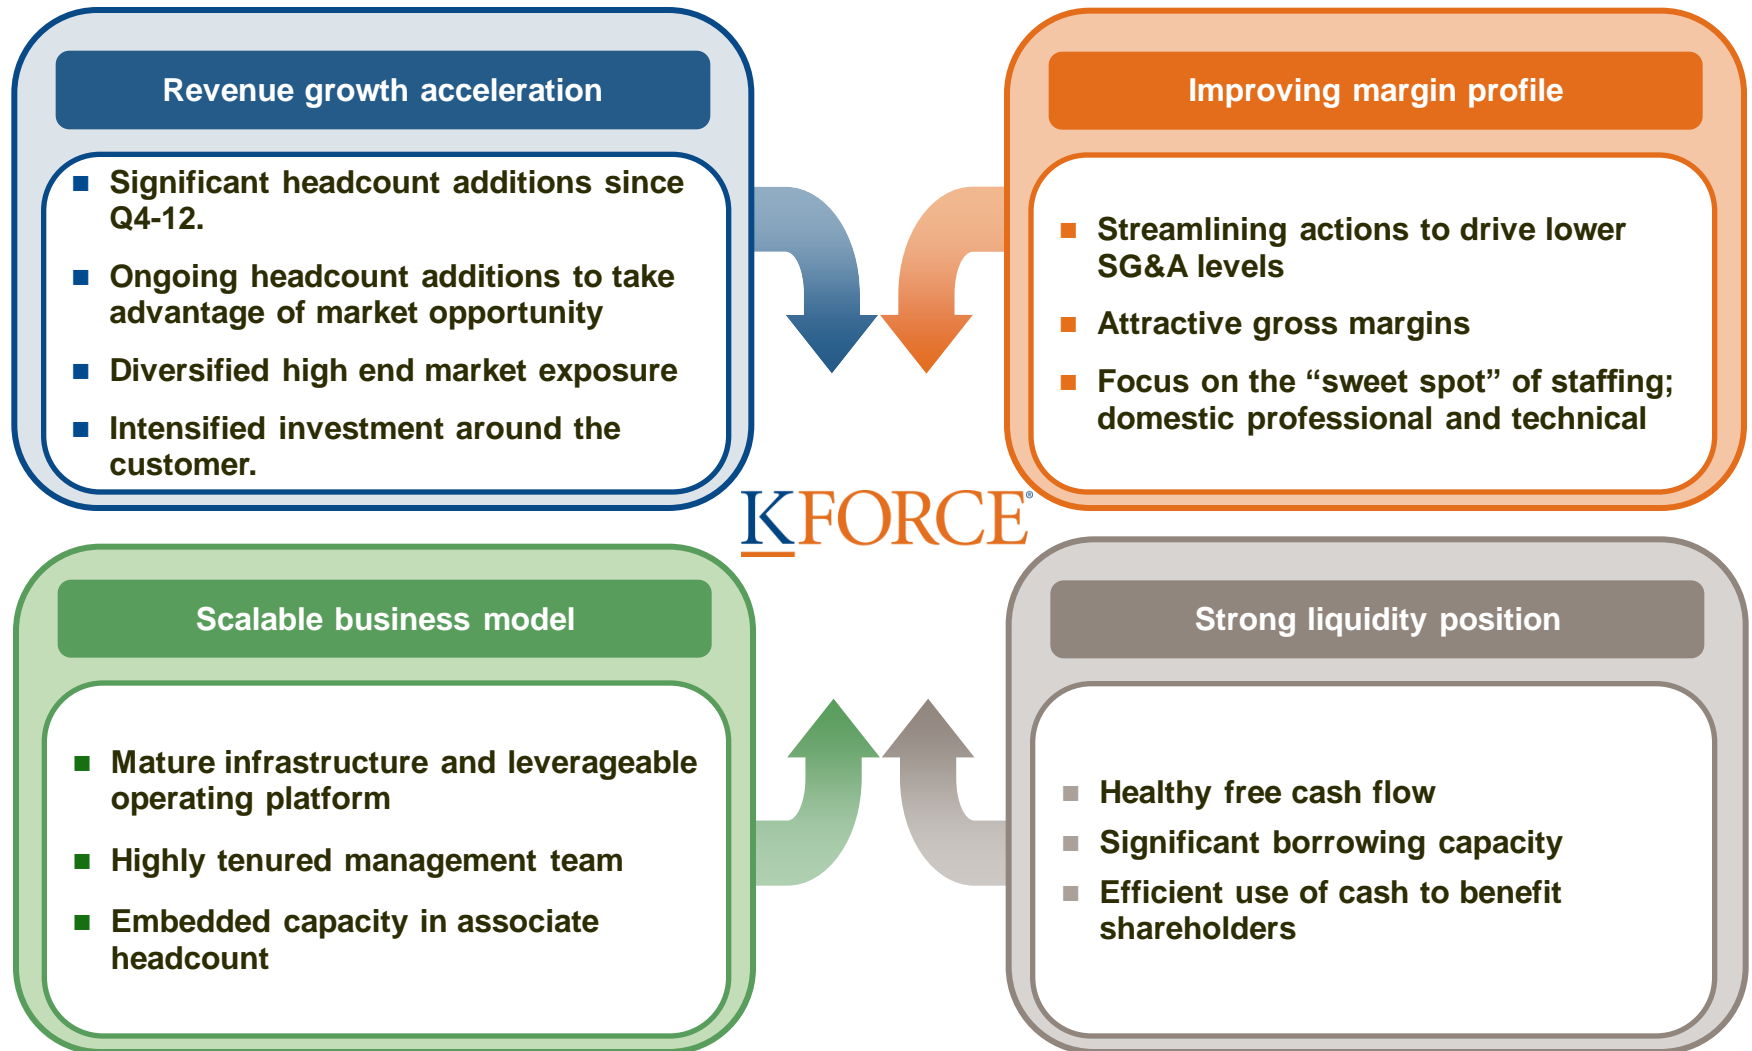 Revenue growth acceleration
Significant headcount additions since
Q4-12.
Ongoing headcount additions to take
advantage of market opportunity
Diversified high end market exposure
Intensified investment around the
customer.
Improving margin profile
Streamlining actions to drive lower
SG&A levels
Attractive gross margins
Focus on the “sweet spot” of staffing;
domestic professional and technical
KFORCE®
Scalable business model
Mature infrastructure and leverageable
operating platform
Highly tenured management team
Embedded capacity in associate
headcount
Strong liquidity position
Healthy free cash flow
Significant borrowing capacity
Efficient use of cash to benefit
shareholders